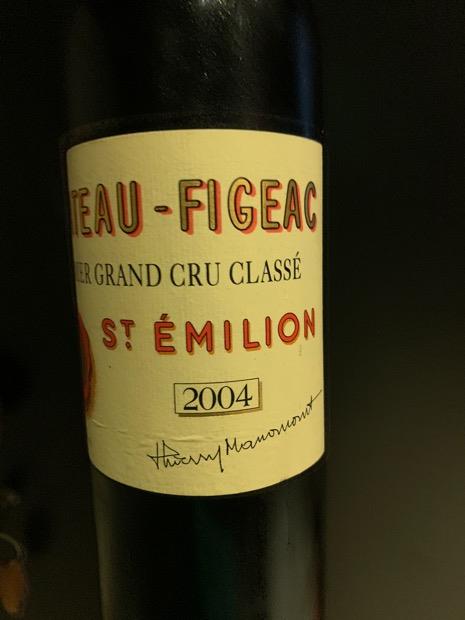 TEAU-FIGEAC
IER GRAND CRU CLASSÉ
ST ÉMILION
2004
Thierry Manoncourt